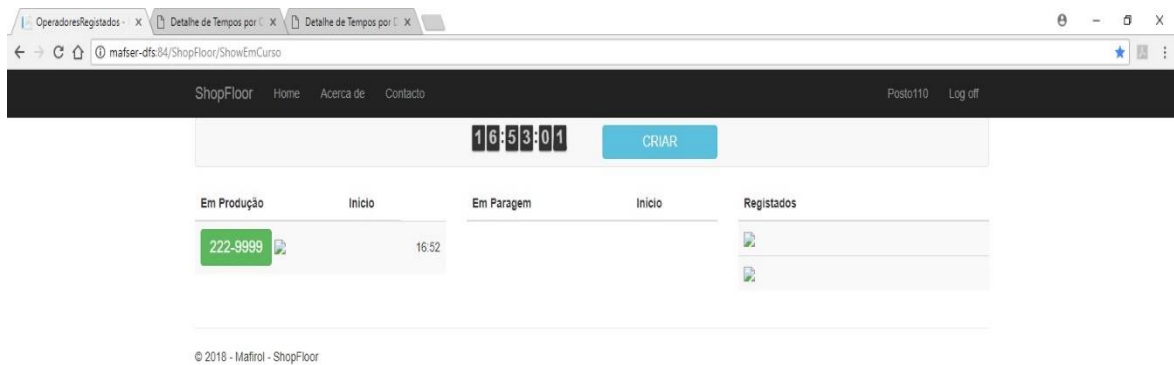 OperadoresRegistados -
Detalhe de Tempos por
Detalhe de Tempos por
mafser-dfs:84/ShopFloor/ShowEmCurso
ShopFloor Home Acerca de Contacto Posto110 Log off
16:53:01 CRIAR
Em Produção Inicio Em Paragem Inicio Registados
222-9999 16:52
© 2018 - Mafirol - ShopFloor